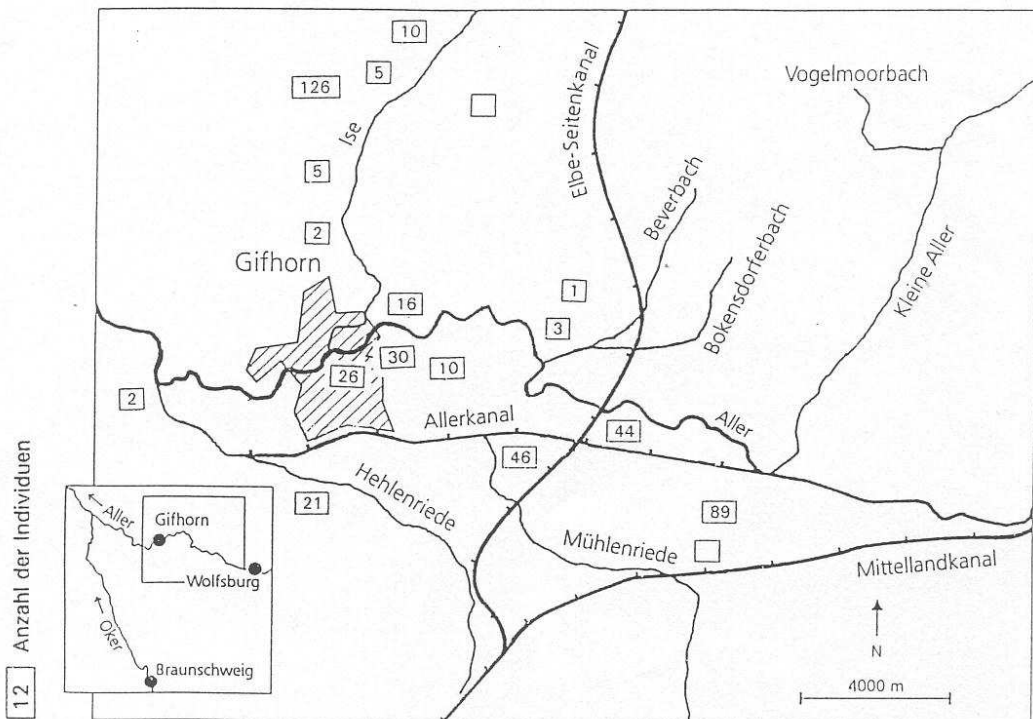 10
5
126
Vogelmoorbach
Ise
Elbe-Seitenkanal
5
Beverbach
2
Gifhorn
Bokensdorferbach
Kleine Aller
1
16
3
30
26
10
2
Allerkanal
Aller
44
46
Hehlenriede
21
89
Mühlenriede
Mittellandkanal
Aller
Gifhorn
Wolfsburg
Oker
Braunschweig
N
4000 m
12 Anzahl der Individuen